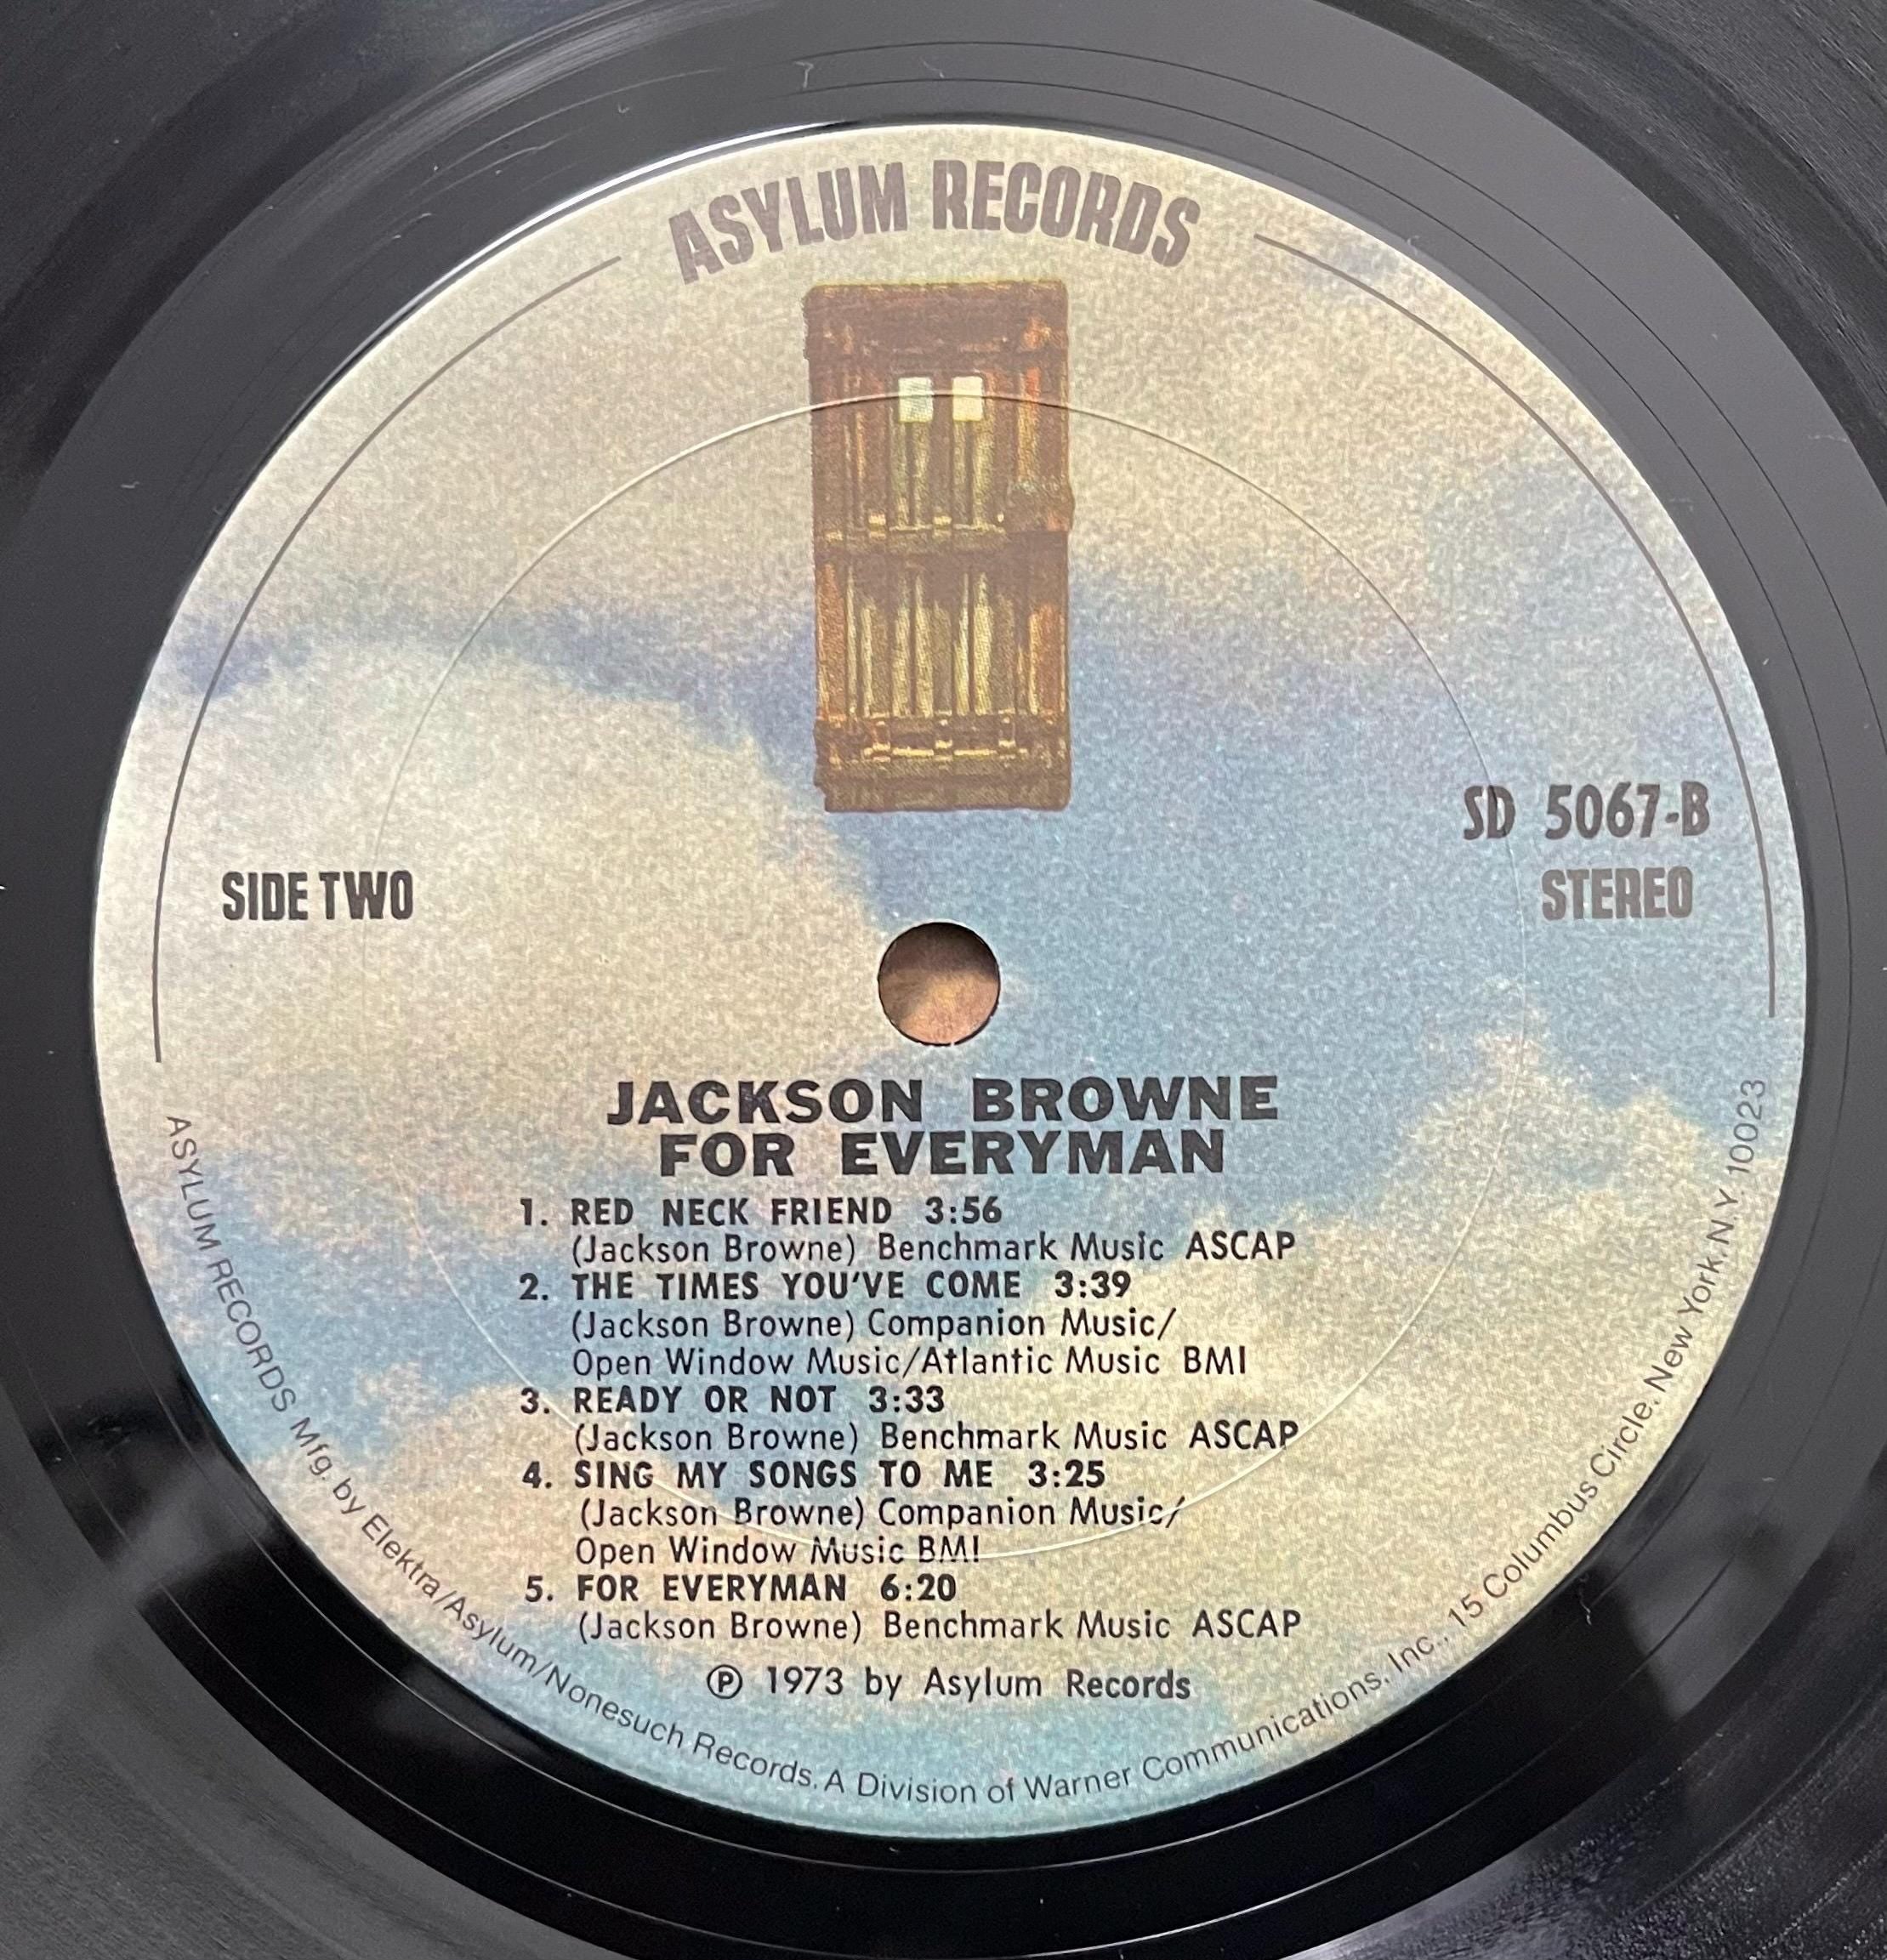 ASYLUM RECORDS
SD 5067-B
SIDE TWO
STEREO
JACKSON BROWNE
FOR EVERYMAN
1. RED NECK FRIEND 3:56
(Jackson Browne) Benchmark Music ASCAP
2. THE TIMES YOU'VE COME 3:39
(Jackson Browne) Companion Music/
Open Window Music/Atlantic Music BMI
3. READY OR NOT 3:33
(Jackson Browne) Benchmark Music ASCAP
4. SING MY SONGS TO ME 3:25
(Jackson Browne) Companion Music/
Open Window Music BMI
5. FOR EVERYMAN 6:20
(Jackson Browne) Benchmark Music ASCAP
℗ 1973 by Asylum Records
ASYLUM RECORDS Mfg. by Elektra/Asylum/Nonesuch Records, A Division of Warner Communications, Inc., 15 Columbus Circle, New York, N.Y. 10023